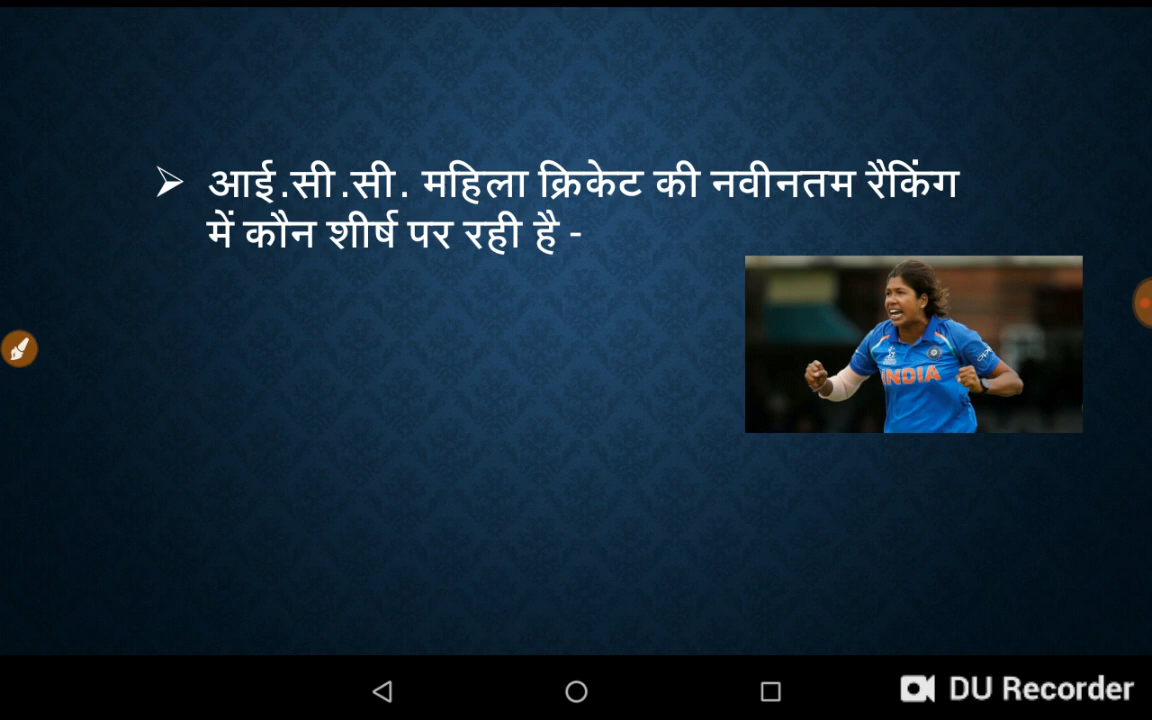 ➢ आई.सी.सी. महिला क्रिकेट की नवीनतम रैंकिंग
में कौन शीर्ष पर रही है -
INDIA
DU Recorder